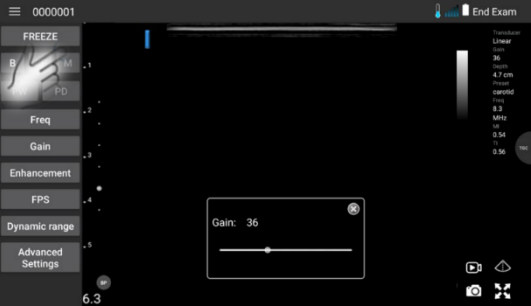 0000001
End Exam
FREEZE
B
M
PD
Freq
Gain
Enhancement
FPS
Dynamic range
Advanced
Settings
.1
.2
.3
.4
.5
6.3
BP
Gain: 36
Transducer
Linear
Gain
36
Depth
4.7 cm
Preset
carotid
Freq
8.3
MHz
MI
0.54
TI
0.56